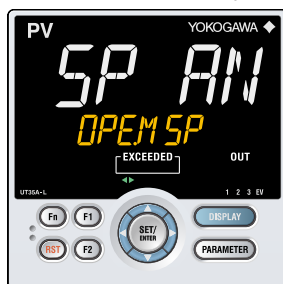 PV YOKOGAWA
SP AN
OPE.M SP
EXCEEDED OUT
UT35A-L 1 2 3 EV
Fn F1 SET/ENTER DISPLAY
RST F2 PARAMETER